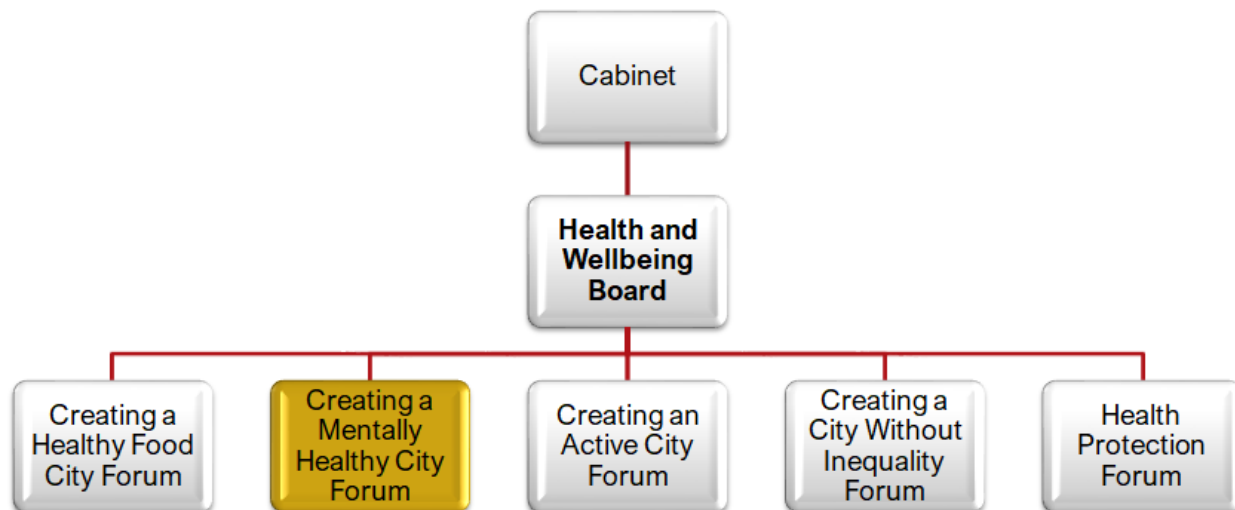 Cabinet
Health and
Wellbeing
Board
Creating a
Healthy Food
City Forum
Creating a
Mentally
Healthy City
Forum
Creating an
Active City
Forum
Creating a
City Without
Inequality
Forum
Health
Protection
Forum